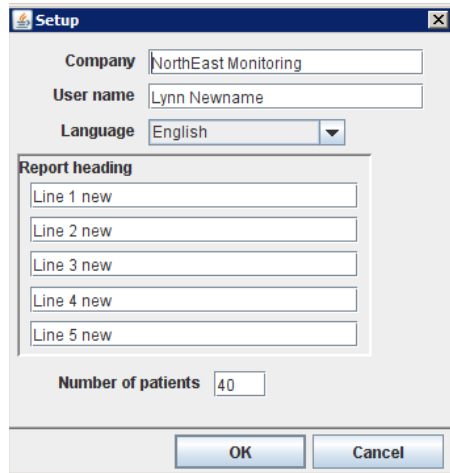 Setup
Company NorthEast Monitoring
User name Lynn Newname
Language English
Report heading
Line 1 new
Line 2 new
Line 3 new
Line 4 new
Line 5 new
Number of patients 40
OK Cancel